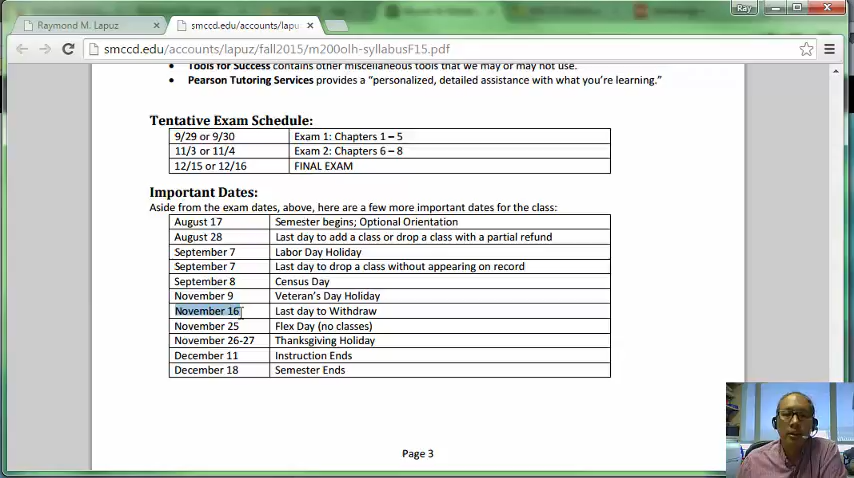 Ray
Raymond M. Lapuz
smccd.edu/accounts/lapu
smccd.edu/accounts/lapuz/fall2015/m200olh-syllabusF15.pdf
Tools for Success contains other miscellaneous tools that we may or may not use.
Pearson Tutoring Services provides a “personalized, detailed assistance with what you’re learning.”
Tentative Exam Schedule:
9/29 or 9/30 Exam 1: Chapters 1 – 5
11/3 or 11/4 Exam 2: Chapters 6 – 8
12/15 or 12/16 FINAL EXAM
Important Dates:
Aside from the exam dates, above, here are a few more important dates for the class:
August 17 Semester begins; Optional Orientation
August 28 Last day to add a class or drop a class with a partial refund
September 7 Labor Day Holiday
September 7 Last day to drop a class without appearing on record
September 8 Census Day
November 9 Veteran’s Day Holiday
November 16 Last day to Withdraw
November 25 Flex Day (no classes)
November 26-27 Thanksgiving Holiday
December 11 Instruction Ends
December 18 Semester Ends
Page 3